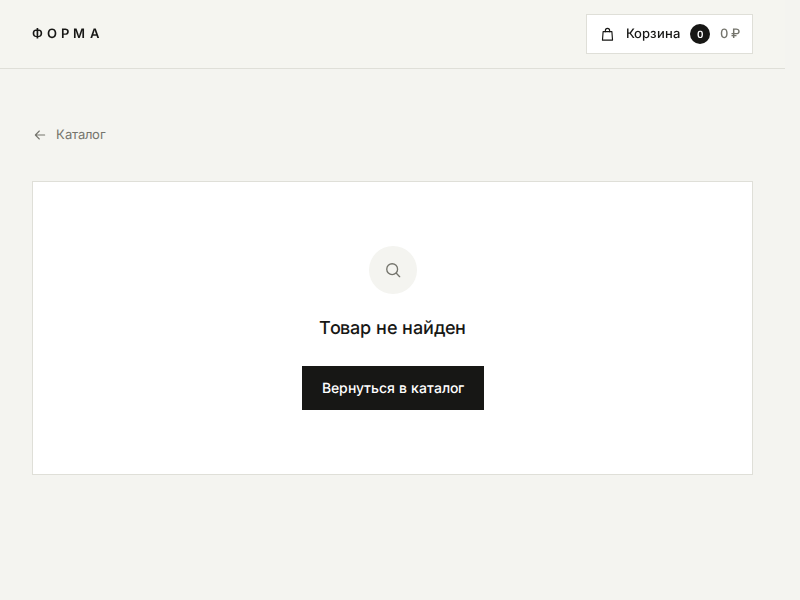 ФОРМА
Корзина 0 0 ₽
Каталог
Товар не найден
Вернуться в каталог